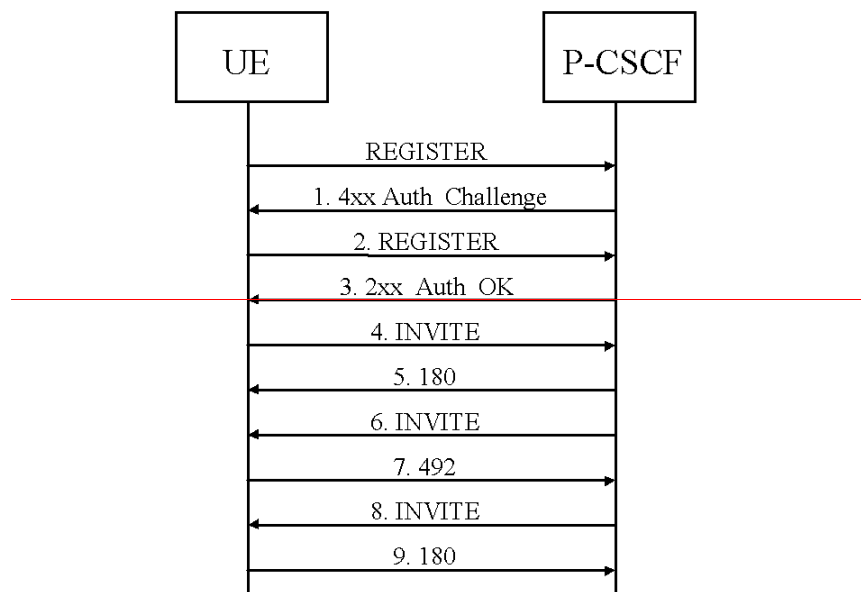 UE
P-CSCF
REGISTER
1. 4xx Auth Challenge
2. REGISTER
3. 2xx Auth OK
4. INVITE
5. 180
6. INVITE
7. 492
8. INVITE
9. 180